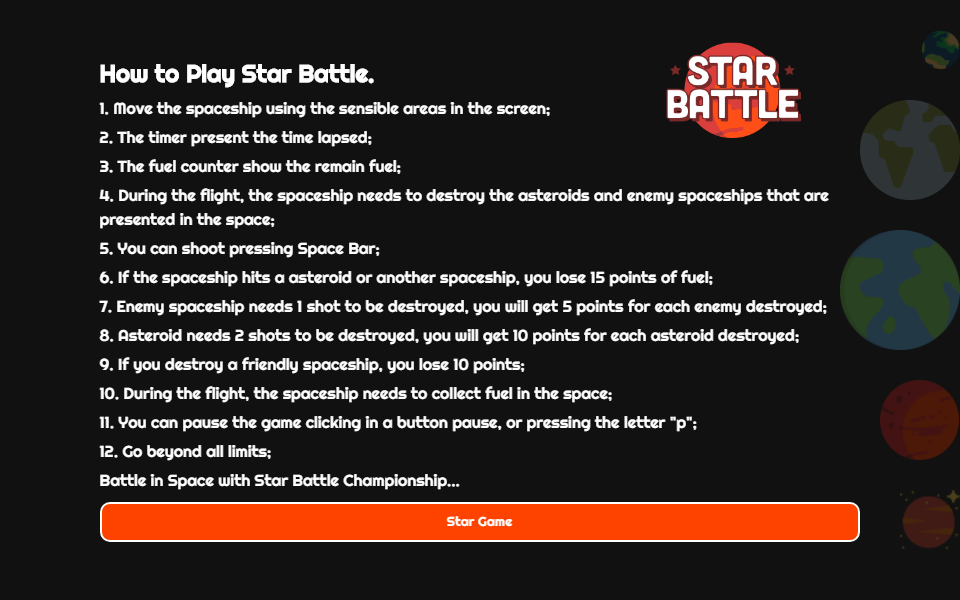 STAR
BATTLE
How to Play Star Battle.
1. Move the spaceship using the sensible areas in the screen;
2. The timer present the time lapsed;
3. The fuel counter show the remain fuel;
4. During the flight, the spaceship needs to destroy the asteroids and enemy spaceships that are
presented in the space;
5. You can shoot pressing Space Bar;
6. If the spaceship hits a asteroid or another spaceship, you lose 15 points of fuel;
7. Enemy spaceship needs 1 shot to be destroyed, you will get 5 points for each enemy destroyed;
8. Asteroid needs 2 shots to be destroyed, you will get 10 points for each asteroid destroyed;
9. If you destroy a friendly spaceship, you lose 10 points;
10. During the flight, the spaceship needs to collect fuel in the space;
11. You can pause the game clicking in a button pause, or pressing the letter "p";
12. Go beyond all limits;
Battle in Space with Star Battle Championship...
Star Game